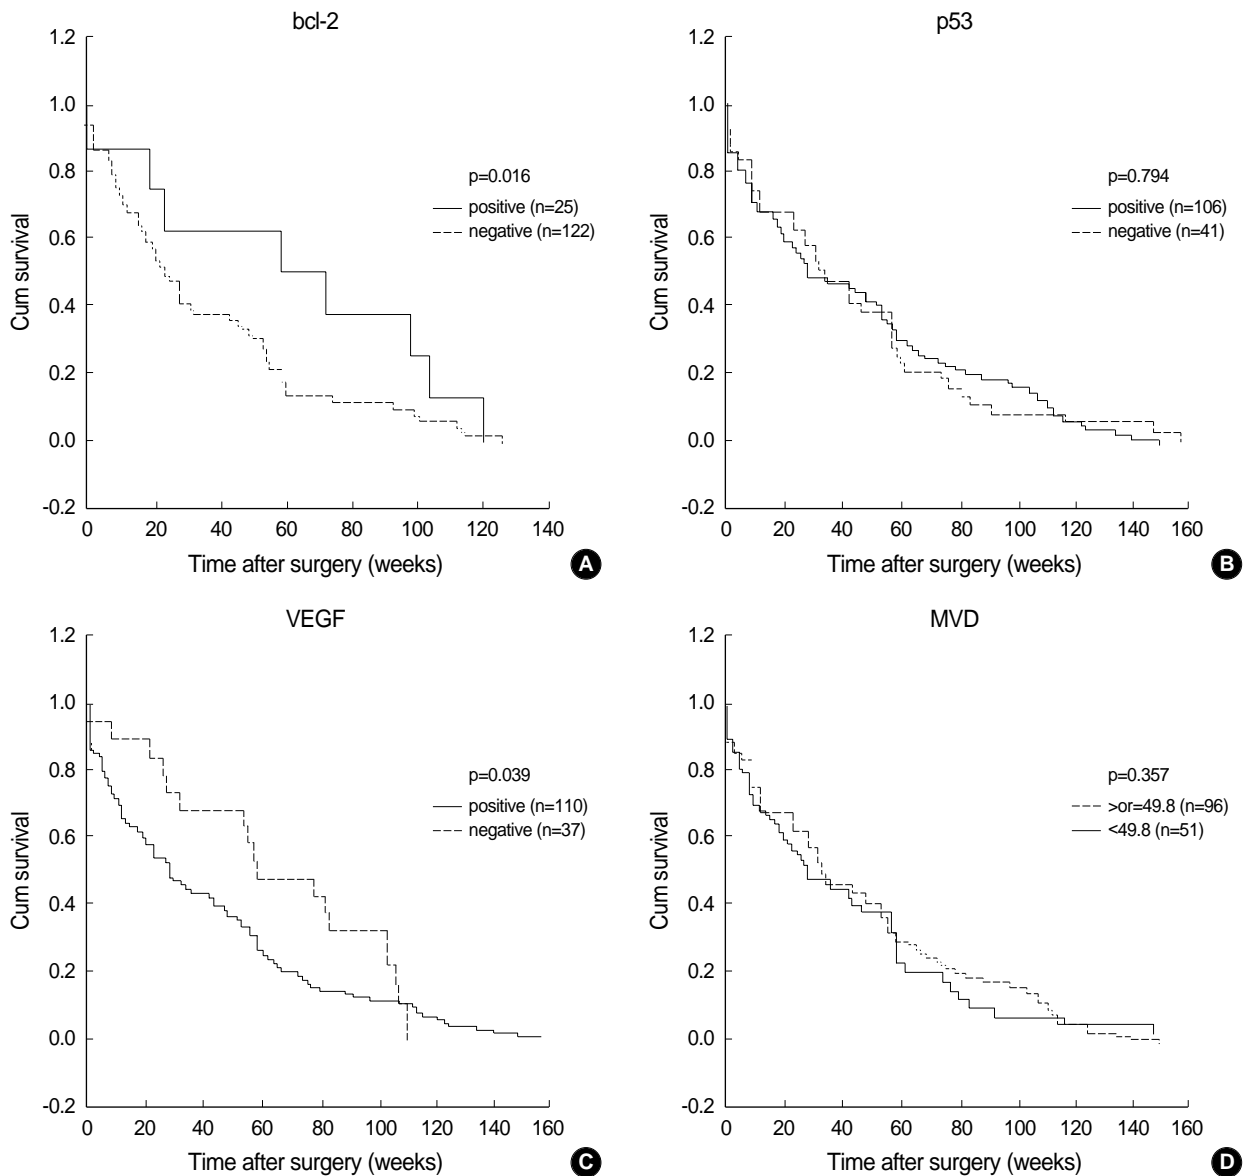 bcl-2
1.2
1.0
0.8
0.6
0.4
0.2
0.0
-0.2
Cum survival
p=0.016
positive (n=25)
negative (n=122)
0 20 40 60 80 100 120 140
Time after surgery (weeks)
A
p53
1.2
1.0
0.8
0.6
0.4
0.2
0.0
-0.2
Cum survival
p=0.794
positive (n=106)
negative (n=41)
0 20 40 60 80 100 120 140 160
Time after surgery (weeks)
B
VEGF
1.2
1.0
0.8
0.6
0.4
0.2
0.0
-0.2
Cum survival
p=0.039
positive (n=110)
negative (n=37)
0 20 40 60 80 100 120 140 160
Time after surgery (weeks)
C
MVD
1.2
1.0
0.8
0.6
0.4
0.2
0.0
-0.2
Cum survival
p=0.357
>or=49.8 (n=96)
<49.8 (n=51)
0 20 40 60 80 100 120 140 160
Time after surgery (weeks)
D